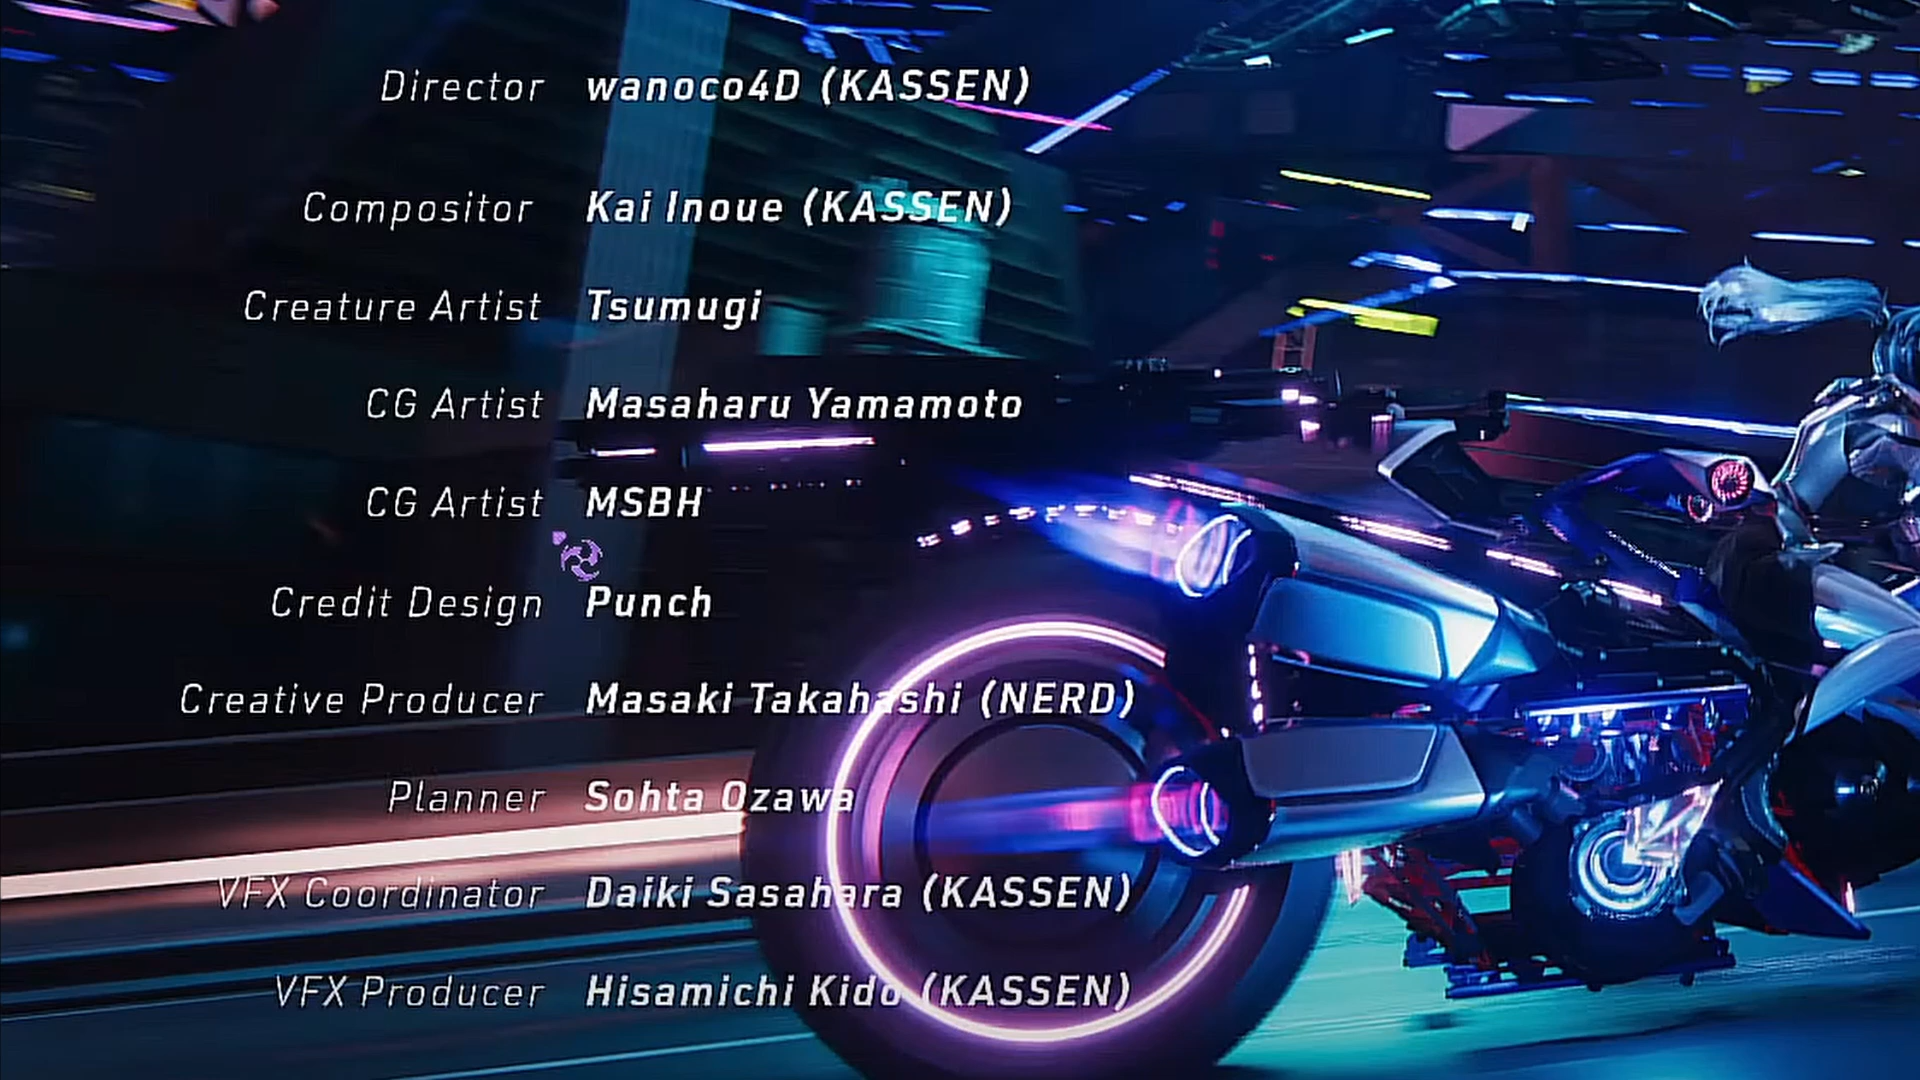 Director wanoco4D (KASSEN)
Compositor Kai Inoue (KASSEN)
Creature Artist Tsumugi
CG Artist Masaharu Yamamoto
CG Artist MSBH
Credit Design Punch
Creative Producer Masaki Takahashi (NERD)
Planner Sohta Ozawa
VFX Coordinator Daiki Sasahara (KASSEN)
VFX Producer Hisamichi Kido (KASSEN)